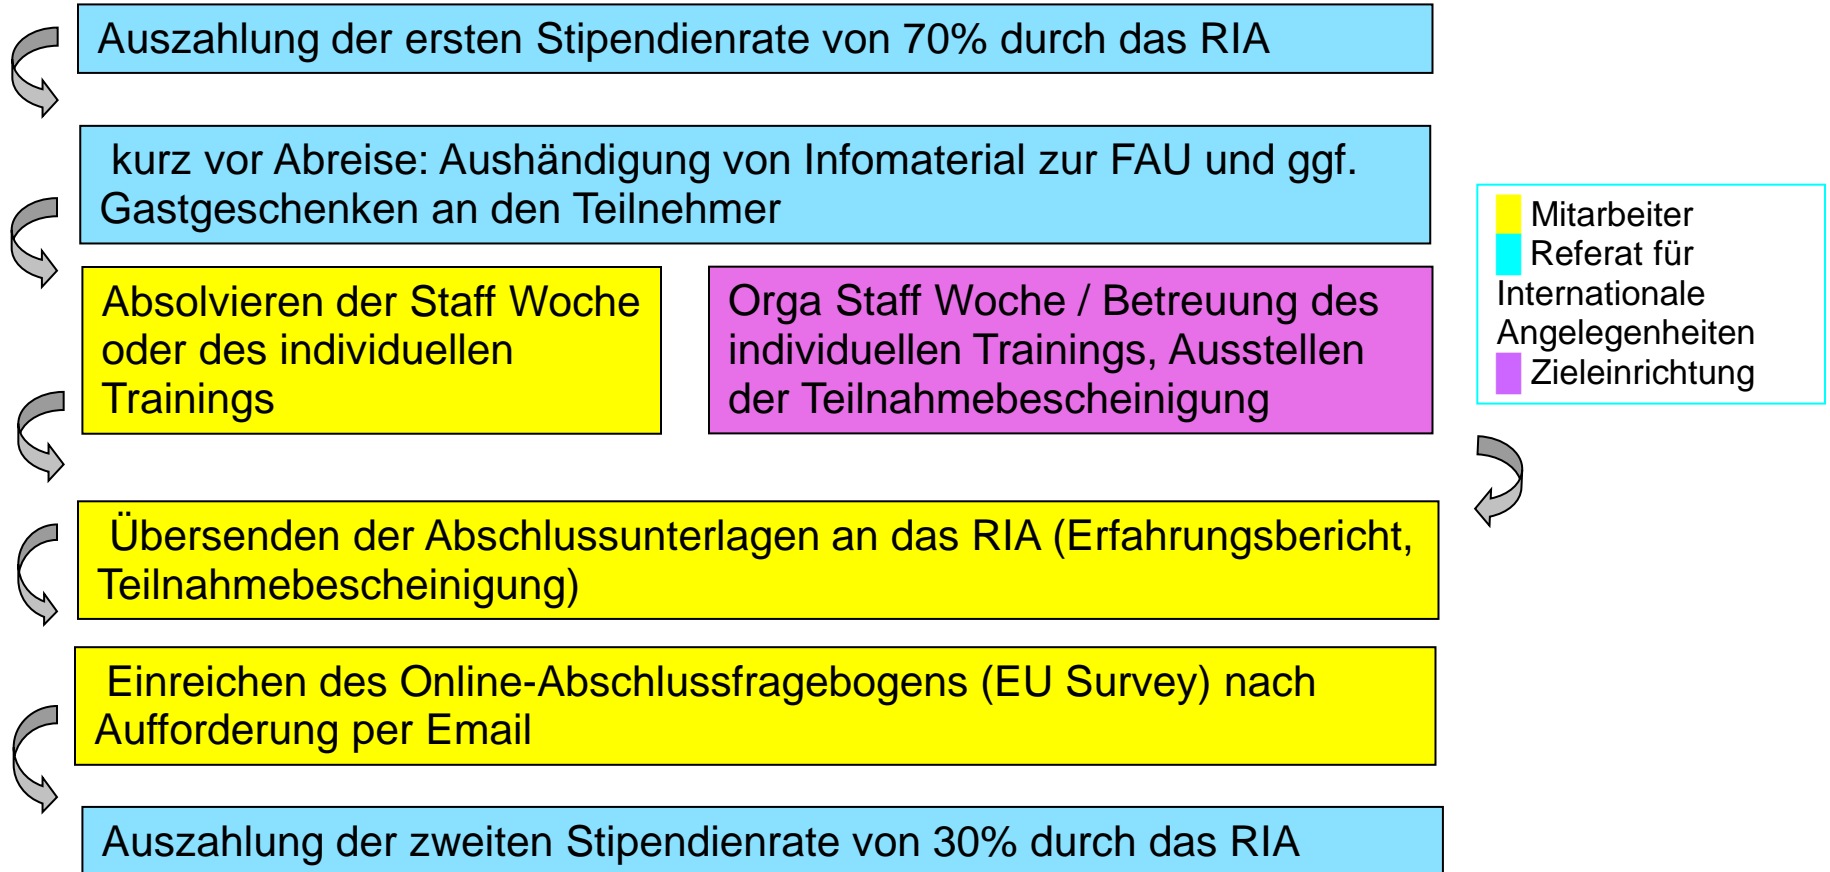 Auszahlung der ersten Stipendienrate von 70% durch das RIA
kurz vor Abreise: Aushändigung von Infomaterial zur FAU und ggf.
Gastgeschenken an den Teilnehmer
Absolvieren der Staff Woche
oder des individuellen
Trainings
Orga Staff Woche / Betreuung des
individuellen Trainings, Ausstellen
der Teilnahmebescheinigung
Mitarbeiter
Referat für
Internationale
Angelegenheiten
Zieleinrichtung
Übersenden der Abschlussunterlagen an das RIA (Erfahrungsbericht,
Teilnahmebescheinigung)
Einreichen des Online-Abschlussfragebogens (EU Survey) nach
Aufforderung per Email
Auszahlung der zweiten Stipendienrate von 30% durch das RIA